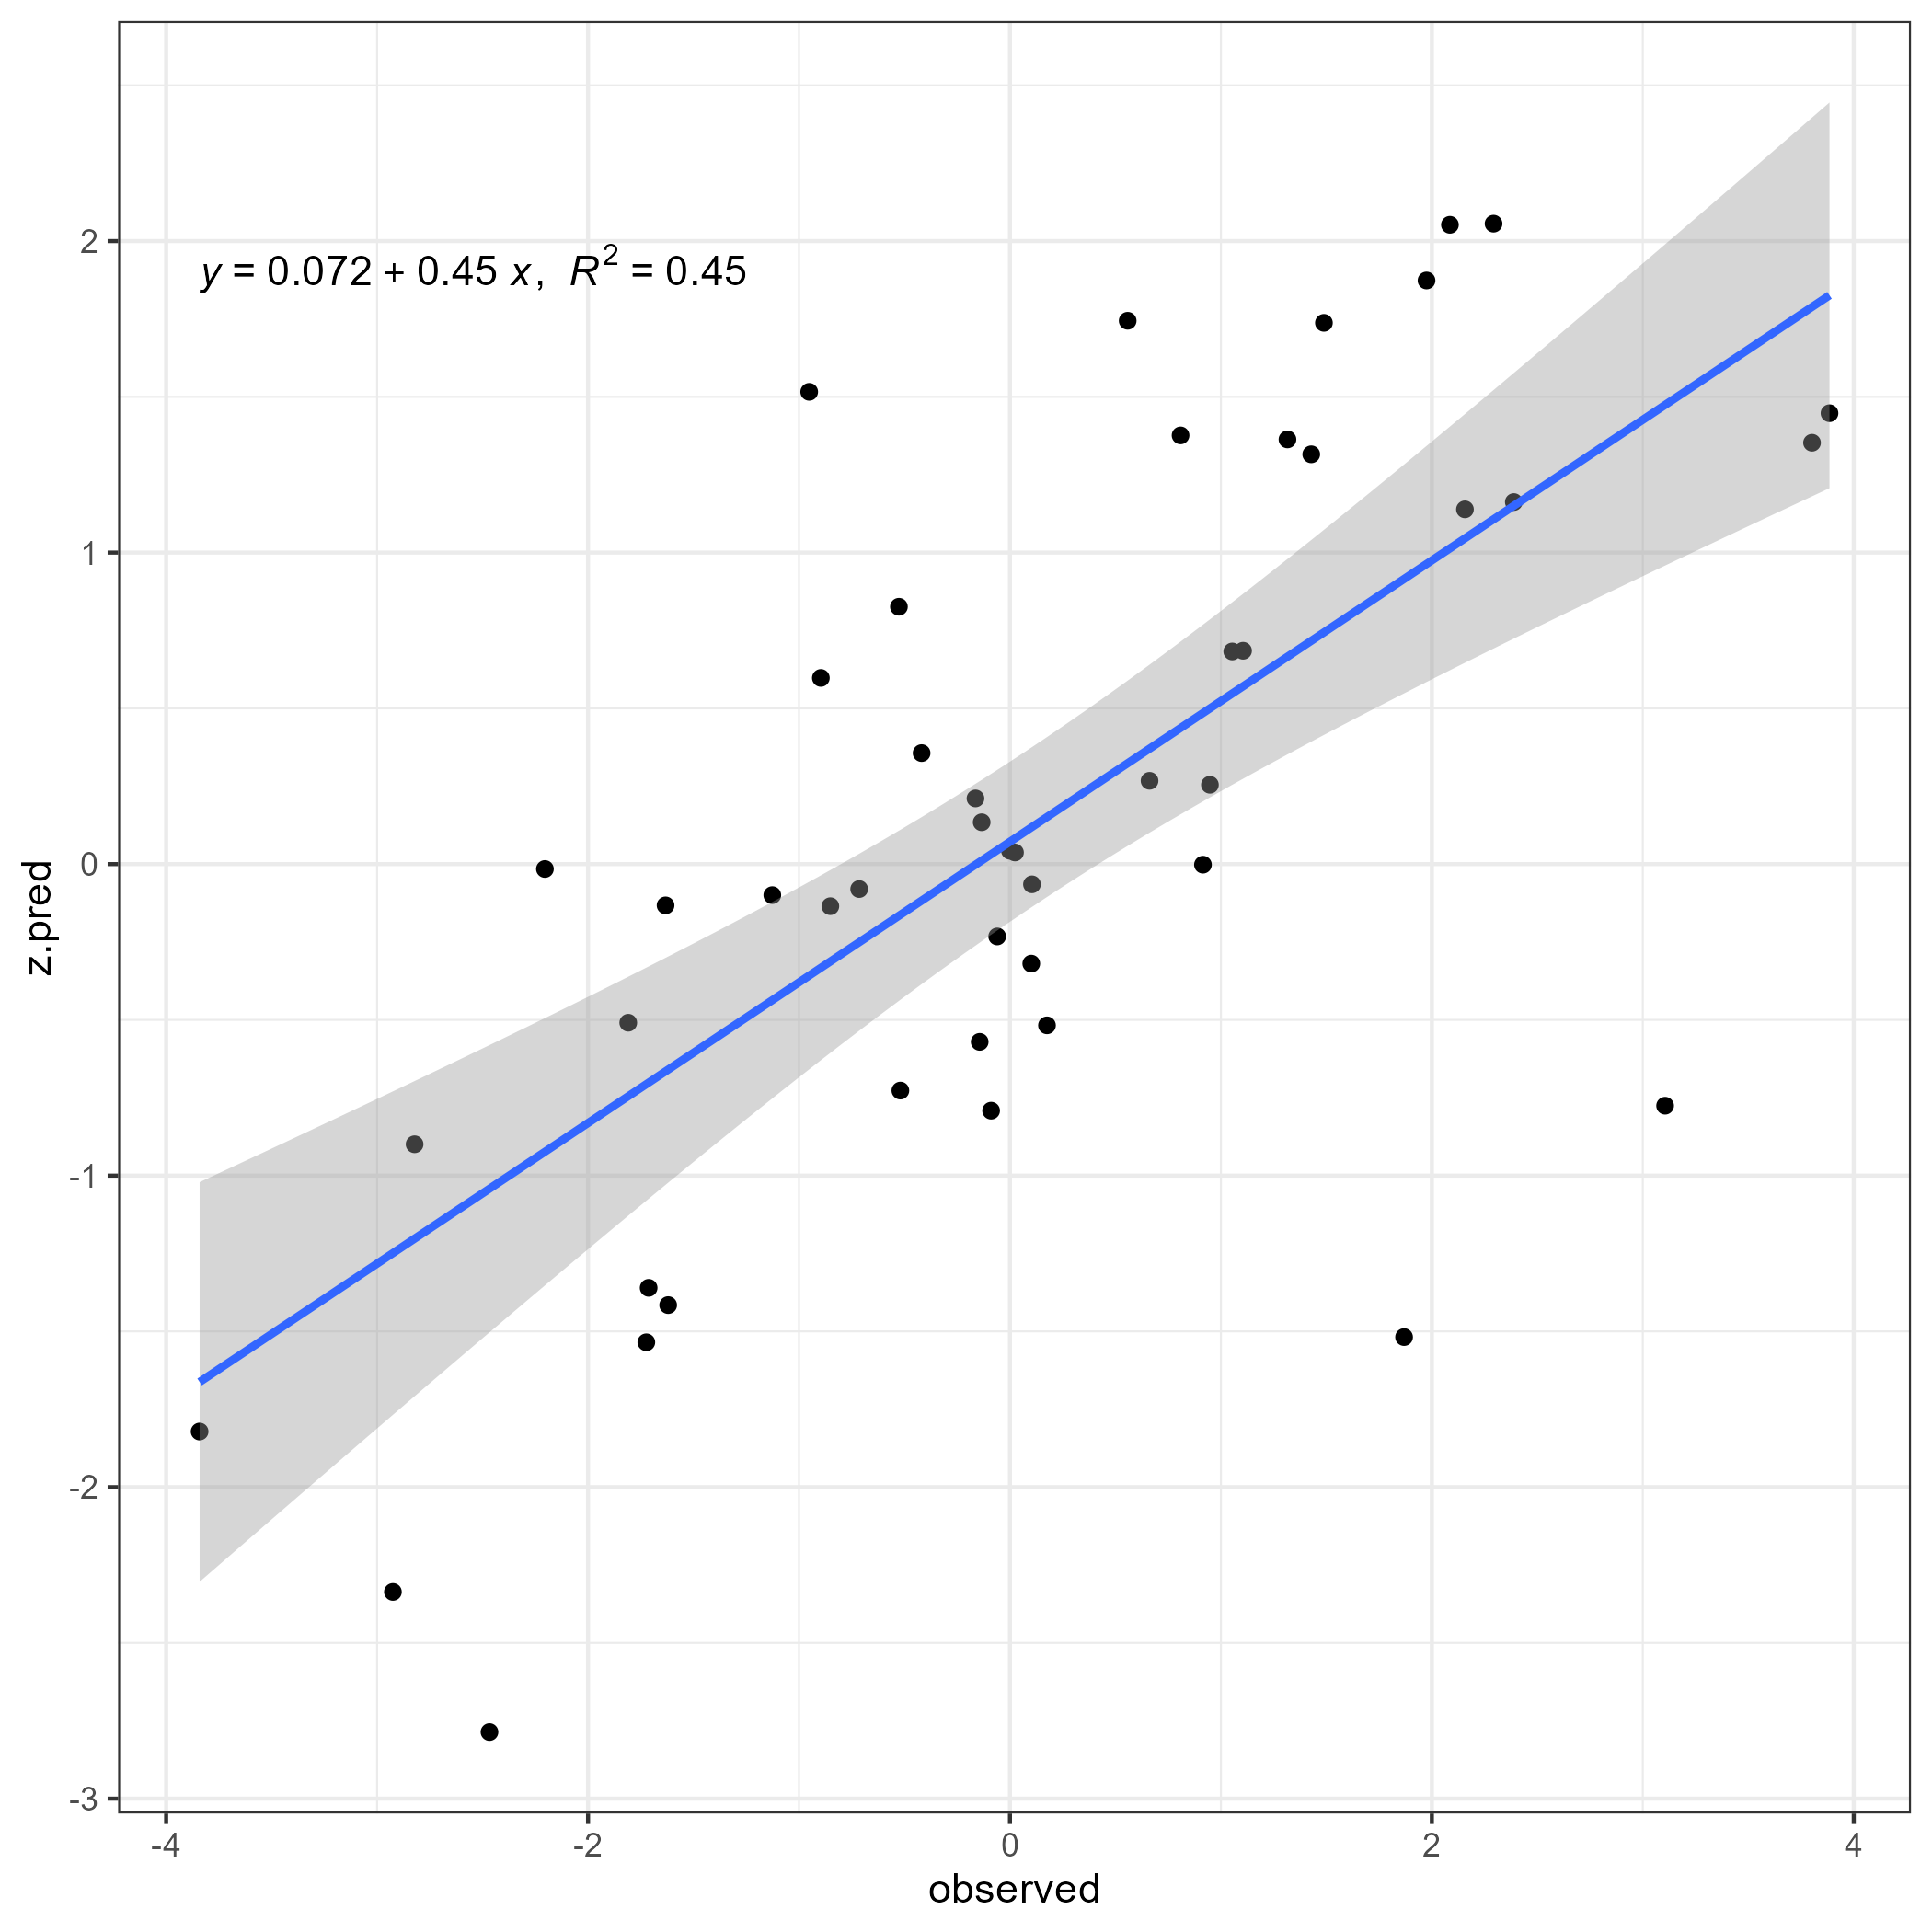 y = 0.072 + 0.45 x, R² = 0.45
z.pred
2
1
0
-1
-2
-3
-4 -2 0 2 4
observed